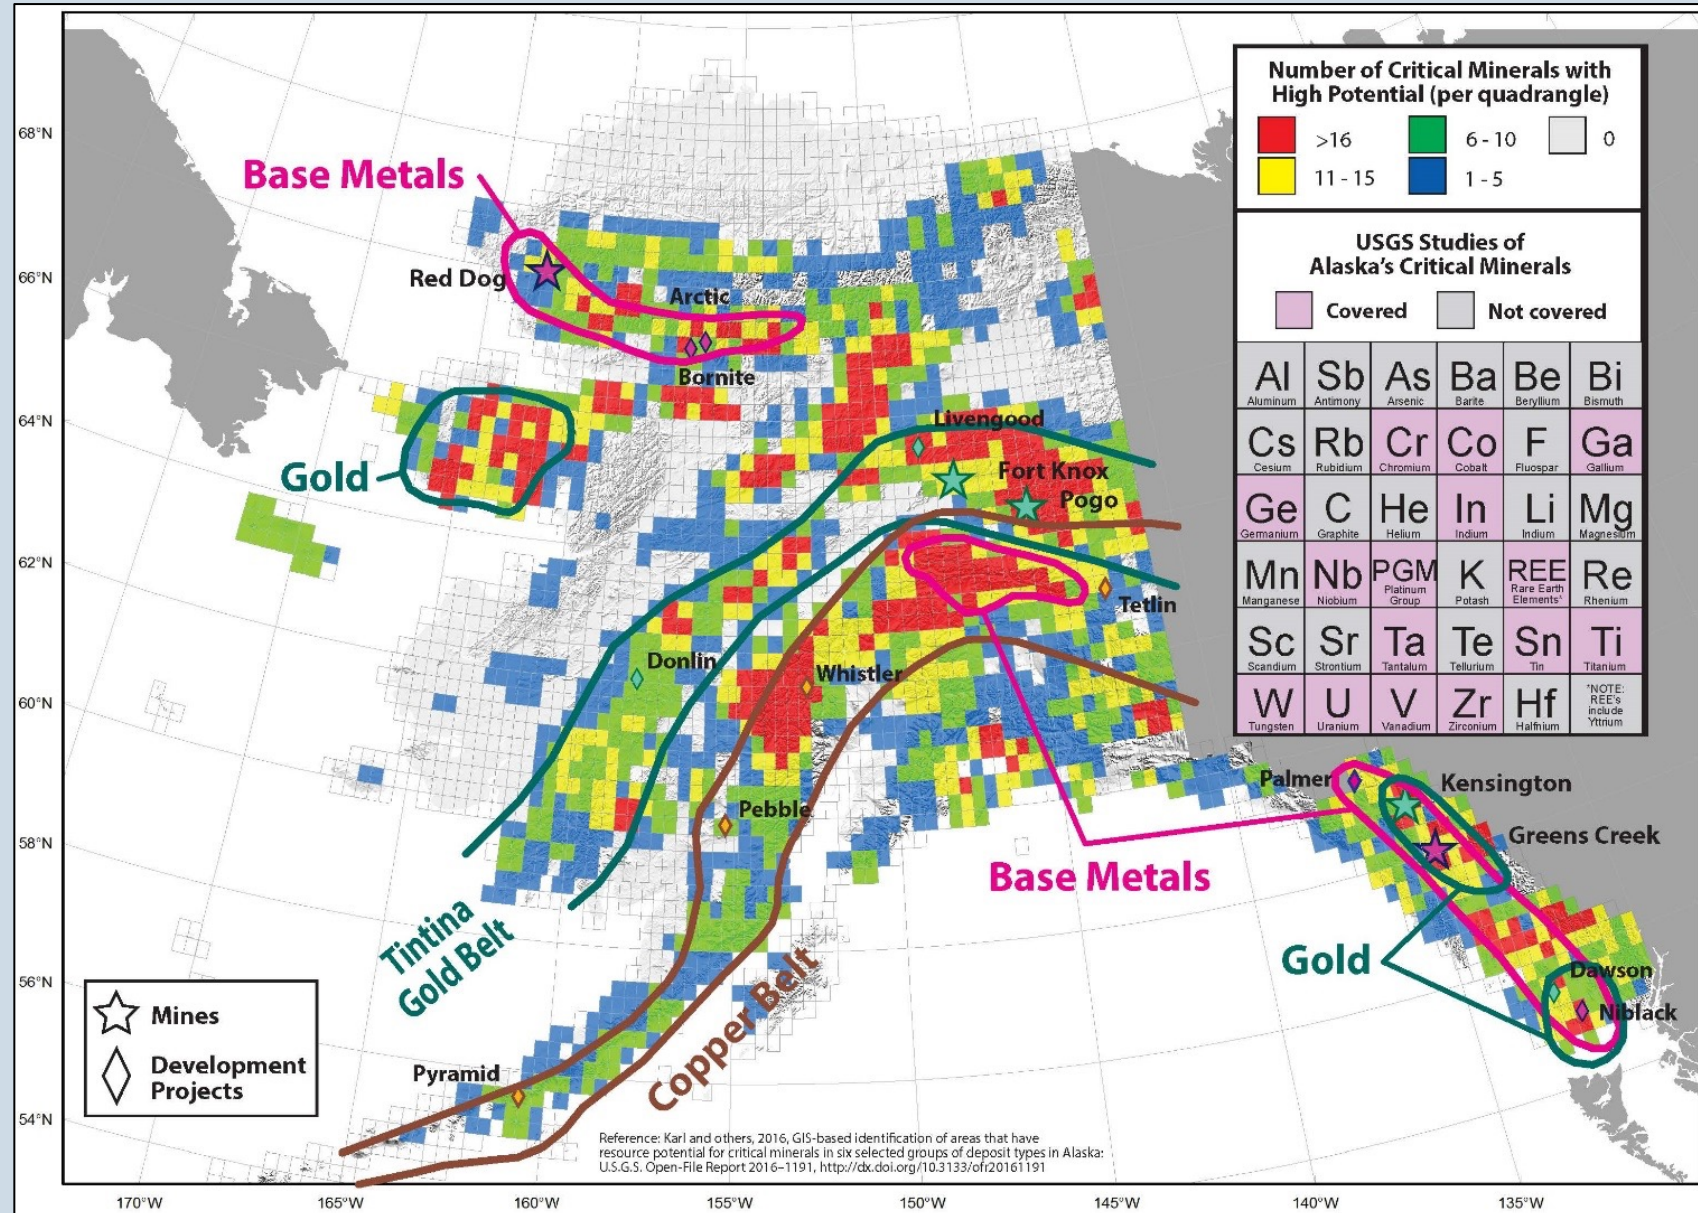 68°N
66°N
64°N
62°N
60°N
58°N
56°N
54°N
170°W
165°W
160°W
155°W
150°W
145°W
140°W
135°W
Base Metals
Red Dog
Arctic
Bornite
Gold
Livengood
Fort Knox
Pogo
Tetlin
Donlin
Whistler
Pebble
Tintina
Gold Belt
Copper Belt
Pyramid
Base Metals
Palmer
Kensington
Greens Creek
Gold
Dawson
Niblack
Mines
Development
Projects
Number of Critical Minerals with
High Potential (per quadrangle)
>16
6 - 10
0
11 - 15
1 - 5
USGS Studies of
Alaska's Critical Minerals
Covered
Not covered
Al Sb As Ba Be Bi
Aluminum Antimony Arsenic Barite Beryllium Bismuth
Cs Rb Cr Co F Ga
Cesium Rubidium Chromium Cobalt Fluospar Gallium
Ge C He In Li Mg
Germanium Graphite Helium Indium Indium Magnesium
Mn Nb PGM K REE Re
Manganese Niobium Platinum Group Potash Rare Earth Elements* Rhenium
Sc Sr Ta Te Sn Ti
Scandium Strontium Tantalum Tellurium Tin Titanium
W U V Zr Hf
Tungsten Uranium Vanadium Zirconium Halfnium
*NOTE:
REE's
include
Yttrium
Reference: Karl and others, 2016, GIS-based identification of areas that have
resource potential for critical minerals in six selected groups of deposit types in Alaska:
U.S.G.S. Open-File Report 2016–1191, http://dx.doi.org/10.3133/ofr20161191